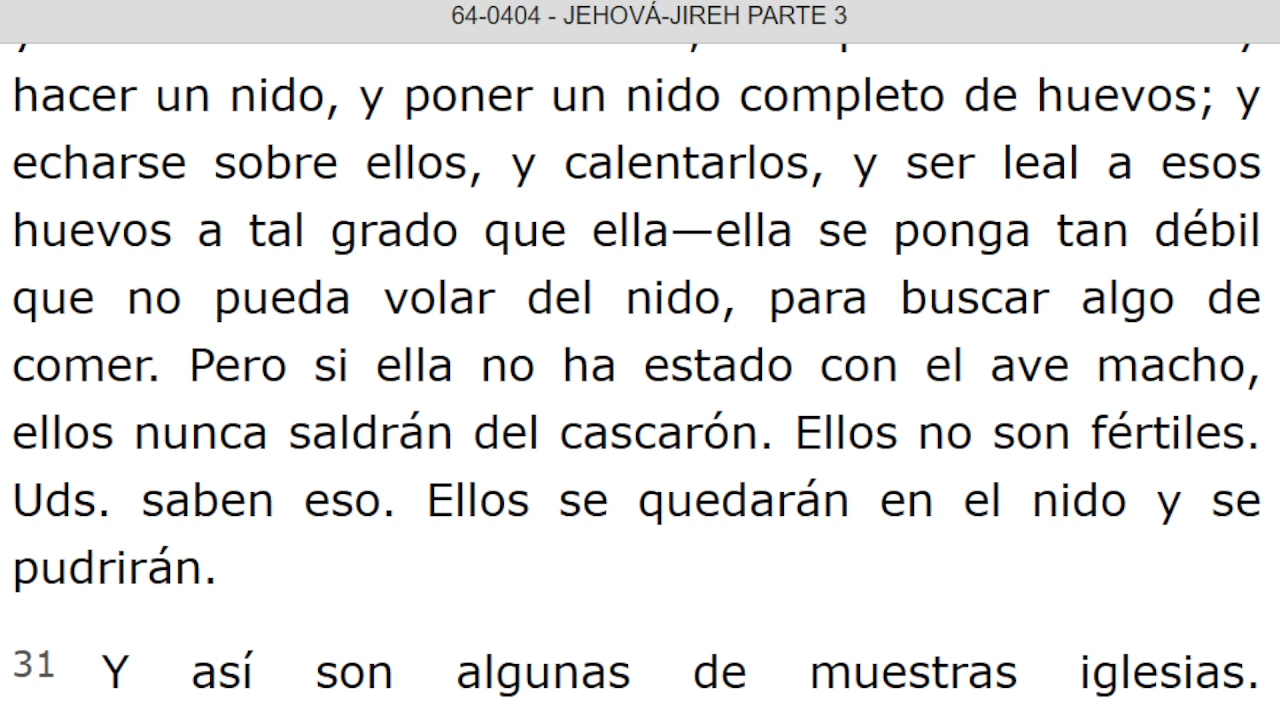 64-0404 - JEHOVÁ-JIREH PARTE 3
hacer un nido, y poner un nido completo de huevos; y
echarse sobre ellos, y calentarlos, y ser leal a esos
huevos a tal grado que ella—ella se ponga tan débil
que no pueda volar del nido, para buscar algo de
comer. Pero si ella no ha estado con el ave macho,
ellos nunca saldrán del cascarón. Ellos no son fértiles.
Uds. saben eso. Ellos se quedarán en el nido y se
pudrirán.
31 Y así son algunas de muestras iglesias.